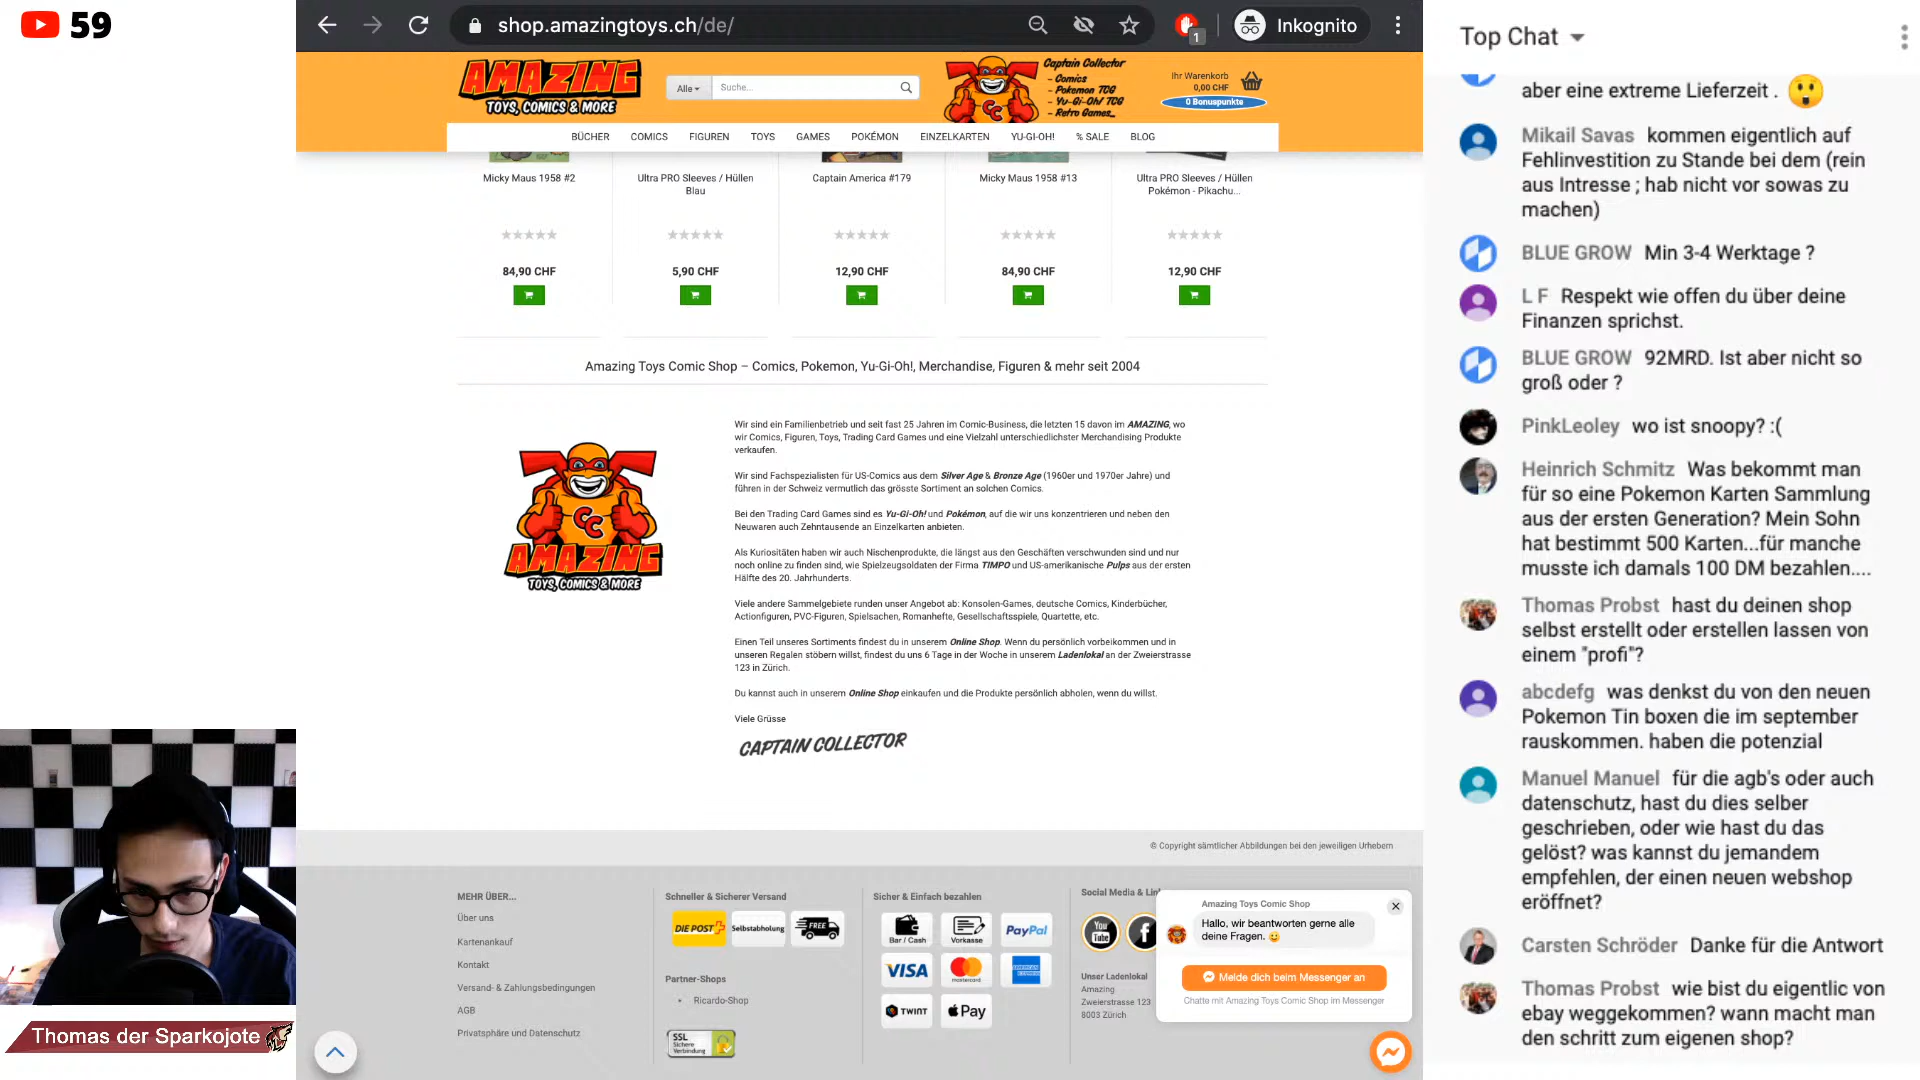 59
shop.amazingtoys.ch/de/
1
Inkognito
AMAZING
TOYS, COMICS & MORE
Alle
Suche...
Captain Collector
- Comics
- Pokemon TCG
- Yu-Gi-Oh! TCG
- Retro Games...
Ihr Warenkorb
0,00 CHF
0 Bonuspunkte
BÜCHER COMICS FIGUREN TOYS GAMES POKÉMON EINZELKARTEN YU-GI-OH! % SALE BLOG
Micky Maus 1958 #2
84,90 CHF
Ultra PRO Sleeves / Hüllen
Blau
5,90 CHF
Captain America #179
12,90 CHF
Micky Maus 1958 #13
84,90 CHF
Ultra PRO Sleeves / Hüllen
Pokémon - Pikachu...
12,90 CHF
Amazing Toys Comic Shop – Comics, Pokemon, Yu-Gi-Oh!, Merchandise, Figuren & mehr seit 2004
CC
AMAZING
TOYS, COMICS & MORE
Wir sind ein Familienbetrieb und seit fast 25 Jahren im Comic-Business, die letzten 15 davon im AMAZING, wo
wir Comics, Figuren, Toys, Trading Card Games und eine Vielzahl unterschiedlichster Merchandising Produkte
verkaufen.
Wir sind Fachspezialisten für US-Comics aus dem Silver Age & Bronze Age (1960er und 1970er Jahre) und
führen in der Schweiz vermutlich das grösste Sortiment an solchen Comics.
Bei den Trading Card Games sind es Yu-Gi-Oh! und Pokémon, auf die wir uns konzentrieren und neben den
Neuwaren auch Zehntausende an Einzelkarten anbieten.
Als Kuriositäten haben wir auch Nischenprodukte, die längst aus den Geschäften verschwunden sind und nur
noch online zu finden sind, wie Spielzeugsoldaten der Firma TIMPO und US-amerikanische Pulps aus der ersten
Hälfte des 20. Jahrhunderts.
Viele andere Sammelgebiete runden unser Angebot ab: Konsolen-Games, deutsche Comics, Kinderbücher,
Actionfiguren, PVC-Figuren, Spielsachen, Romanhefte, Gesellschaftsspiele, Quartette, etc.
Einen Teil unseres Sortiments findest du in unserem Online Shop. Wenn du persönlich vorbeikommen und in
unseren Regalen stöbern willst, findest du uns 6 Tage in der Woche in unserem Ladenlokal an der Zweierstrasse
123 in Zürich.
Du kannst auch in unserem Online Shop einkaufen und die Produkte persönlich abholen, wenn du willst.
Viele Grüsse
CAPTAIN COLLECTOR
© Copyright sämtlicher Abbildungen bei den jeweiligen Urhebern
MEHR ÜBER...
Über uns
Kartenankauf
Kontakt
Versand- & Zahlungsbedingungen
AGB
Privatsphäre und Datenschutz
Schneller & Sicherer Versand
DIE POST
Selbstabholung
FREE
Partner-Shops
Ricardo-Shop
SSL
Sichere
Verbindung
Sicher & Einfach bezahlen
Bar / Cash
Vorkasse
PayPal
VISA
mastercard
TWINT
Pay
Social Media & Lin
You
Tube
Unser Ladenlokal
Amazing
Zweierstrasse 123
8003 Zürich
Amazing Toys Comic Shop
Hallo, wir beantworten gerne alle
deine Fragen. 😀
Melde dich beim Messenger an
Chatte mit Amazing Toys Comic Shop im Messenger
Thomas der Sparkojote
Top Chat
aber eine extreme Lieferzeit . 😲
Mikail Savas kommen eigentlich auf
Fehlinvestition zu Stande bei dem (rein
aus Intresse ; hab nicht vor sowas zu
machen)
BLUE GROW Min 3-4 Werktage ?
L F Respekt wie offen du über deine
Finanzen sprichst.
BLUE GROW 92MRD. Ist aber nicht so
groß oder ?
PinkLeoley wo ist snoopy? :(
Heinrich Schmitz Was bekommt man
für so eine Pokemon Karten Sammlung
aus der ersten Generation? Mein Sohn
hat bestimmt 500 Karten...für manche
musste ich damals 100 DM bezahlen....
Thomas Probst hast du deinen shop
selbst erstellt oder erstellen lassen von
einem "profi"?
abcdefg was denkst du von den neuen
Pokemon Tin boxen die im september
rauskommen. haben die potenzial
Manuel Manuel für die agb's oder auch
datenschutz, hast du dies selber
geschrieben, oder wie hast du das
gelöst? was kannst du jemandem
empfehlen, der einen neuen webshop
eröffnet?
Carsten Schröder Danke für die Antwort
Thomas Probst wie bist du eigentlic von
ebay weggekommen? wann macht man
den schritt zum eigenen shop?